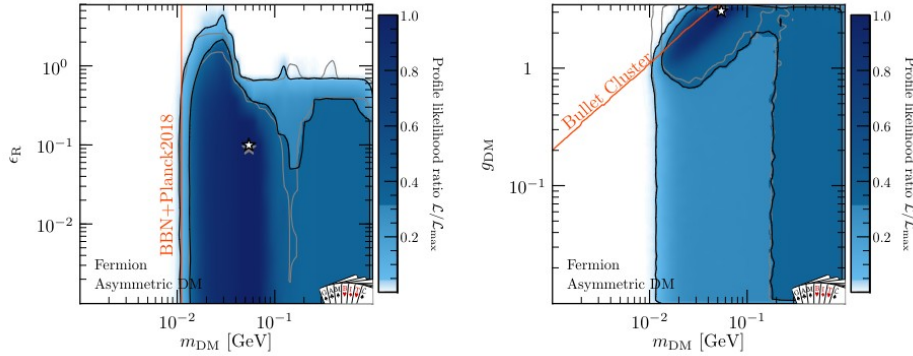 10⁰
10⁻¹
10⁻²
ϵ_R
BBN+Planck2018
Fermion
Asymmetric DM
GAMBIT
10⁻² 10⁻¹
m_DM [GeV]
1.0
0.8
0.6
0.4
0.2
Profile likelihood ratio ℒ/ℒ_max
1
10⁻¹
g_DM
Bullet Cluster
Fermion
Asymmetric DM
GAMBIT
10⁻² 10⁻¹
m_DM [GeV]
1.0
0.8
0.6
0.4
0.2
Profile likelihood ratio ℒ/ℒ_max